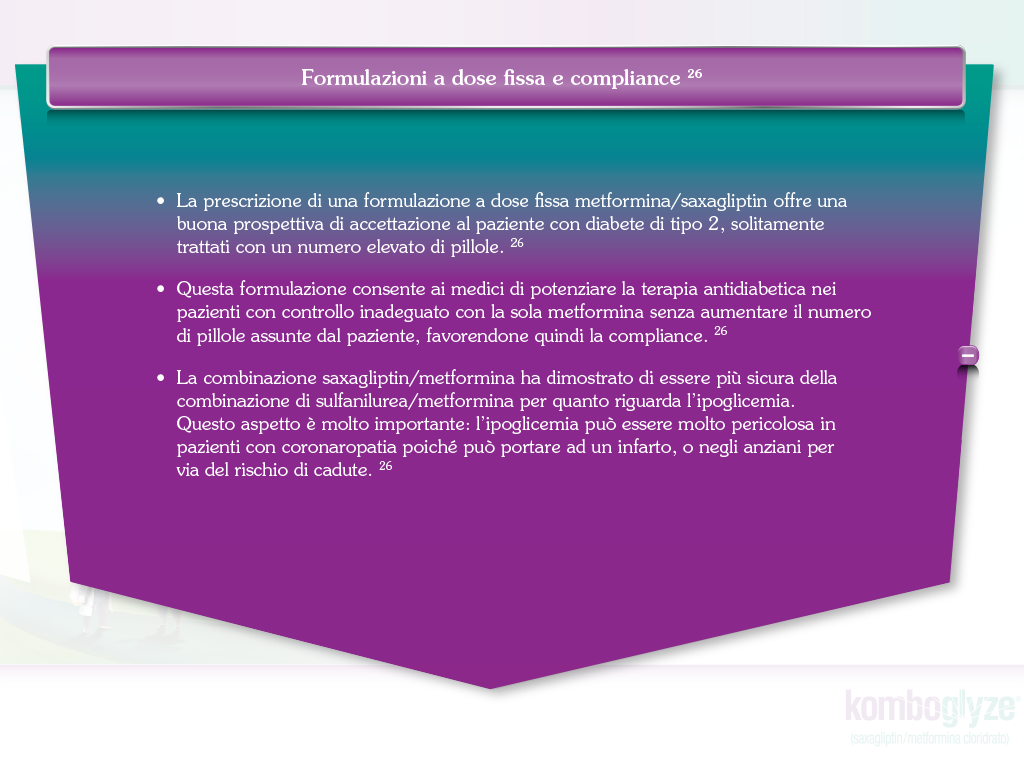 Formulazioni a dose fissa e compliance 26
• La prescrizione di una formulazione a dose fissa metformina/saxagliptin offre una
buona prospettiva di accettazione al paziente con diabete di tipo 2, solitamente
trattati con un numero elevato di pillole. 26
• Questa formulazione consente ai medici di potenziare la terapia antidiabetica nei
pazienti con controllo inadeguato con la sola metformina senza aumentare il numero
di pillole assunte dal paziente, favorendone quindi la compliance. 26
• La combinazione saxagliptin/metformina ha dimostrato di essere più sicura della
combinazione di sulfanilurea/metformina per quanto riguarda l'ipoglicemia.
Questo aspetto è molto importante: l'ipoglicemia può essere molto pericolosa in
pazienti con coronaropatia poiché può portare ad un infarto, o negli anziani per
via del rischio di cadute. 26
komboglyze
(saxagliptin/metformina cloridrato)